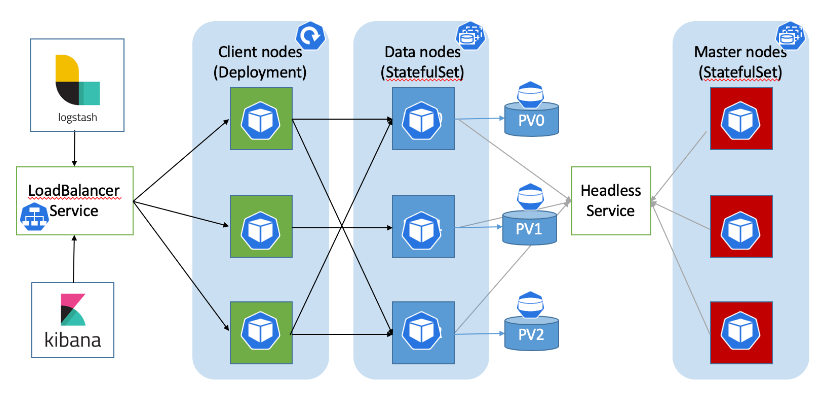 Client nodes
(Deployment)
Data nodes
(StatefulSet)
Master nodes
(StatefulSet)
logstash
LoadBalancer
Service
kibana
PV0
PV1
PV2
Headless
Service